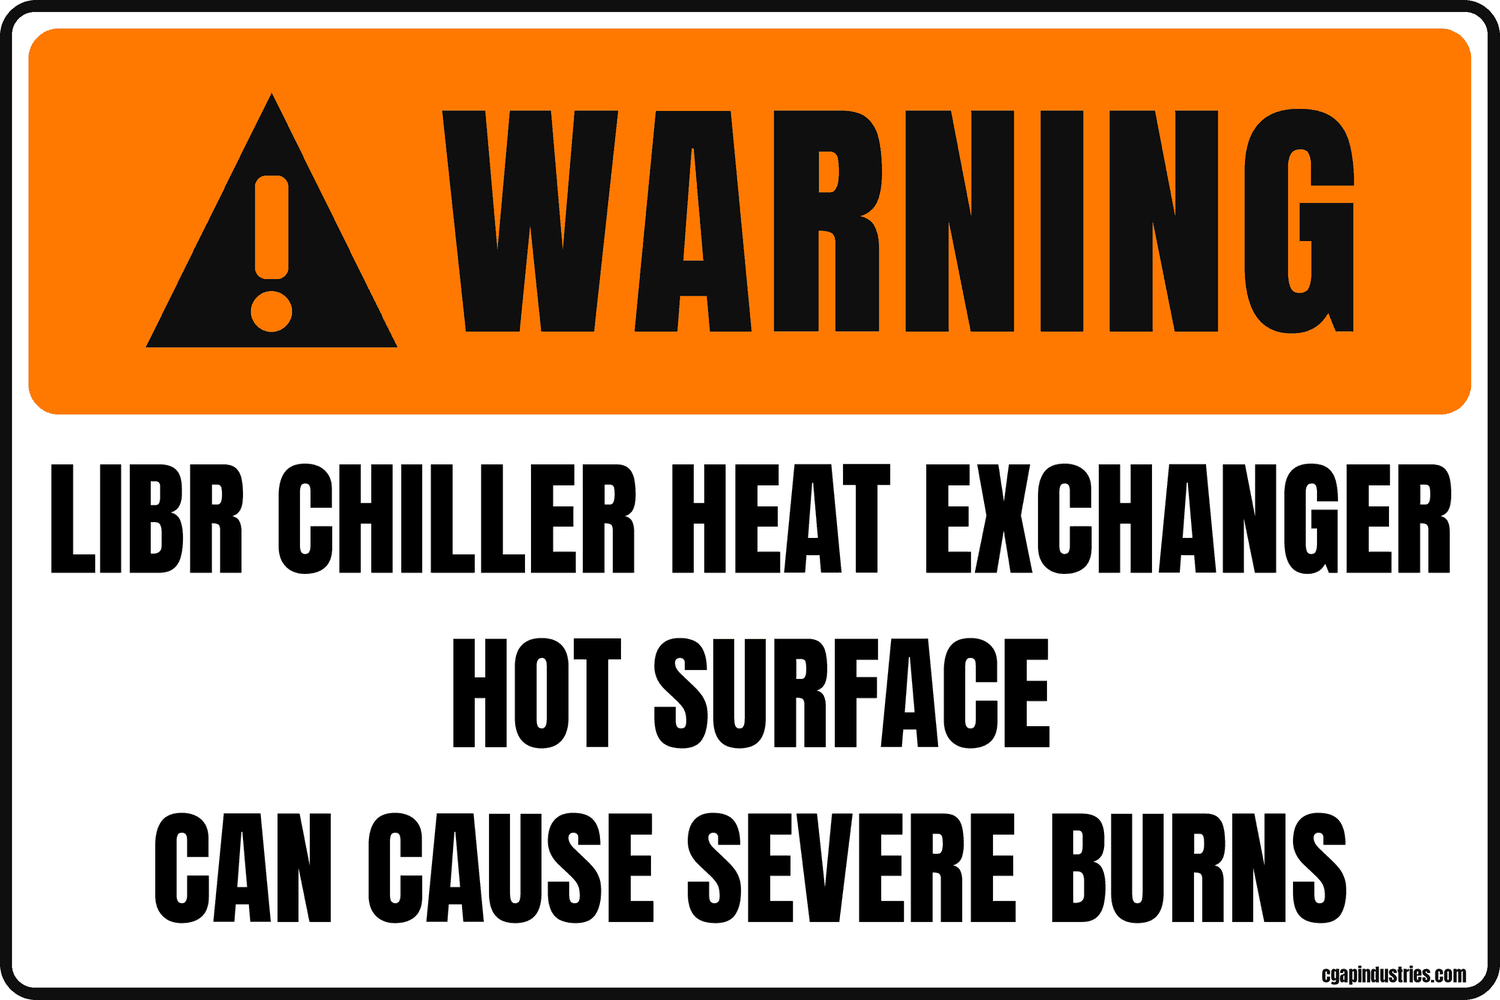 WARNING
LIBR CHILLER HEAT EXCHANGER
HOT SURFACE
CAN CAUSE SEVERE BURNS
cgapindustries.com